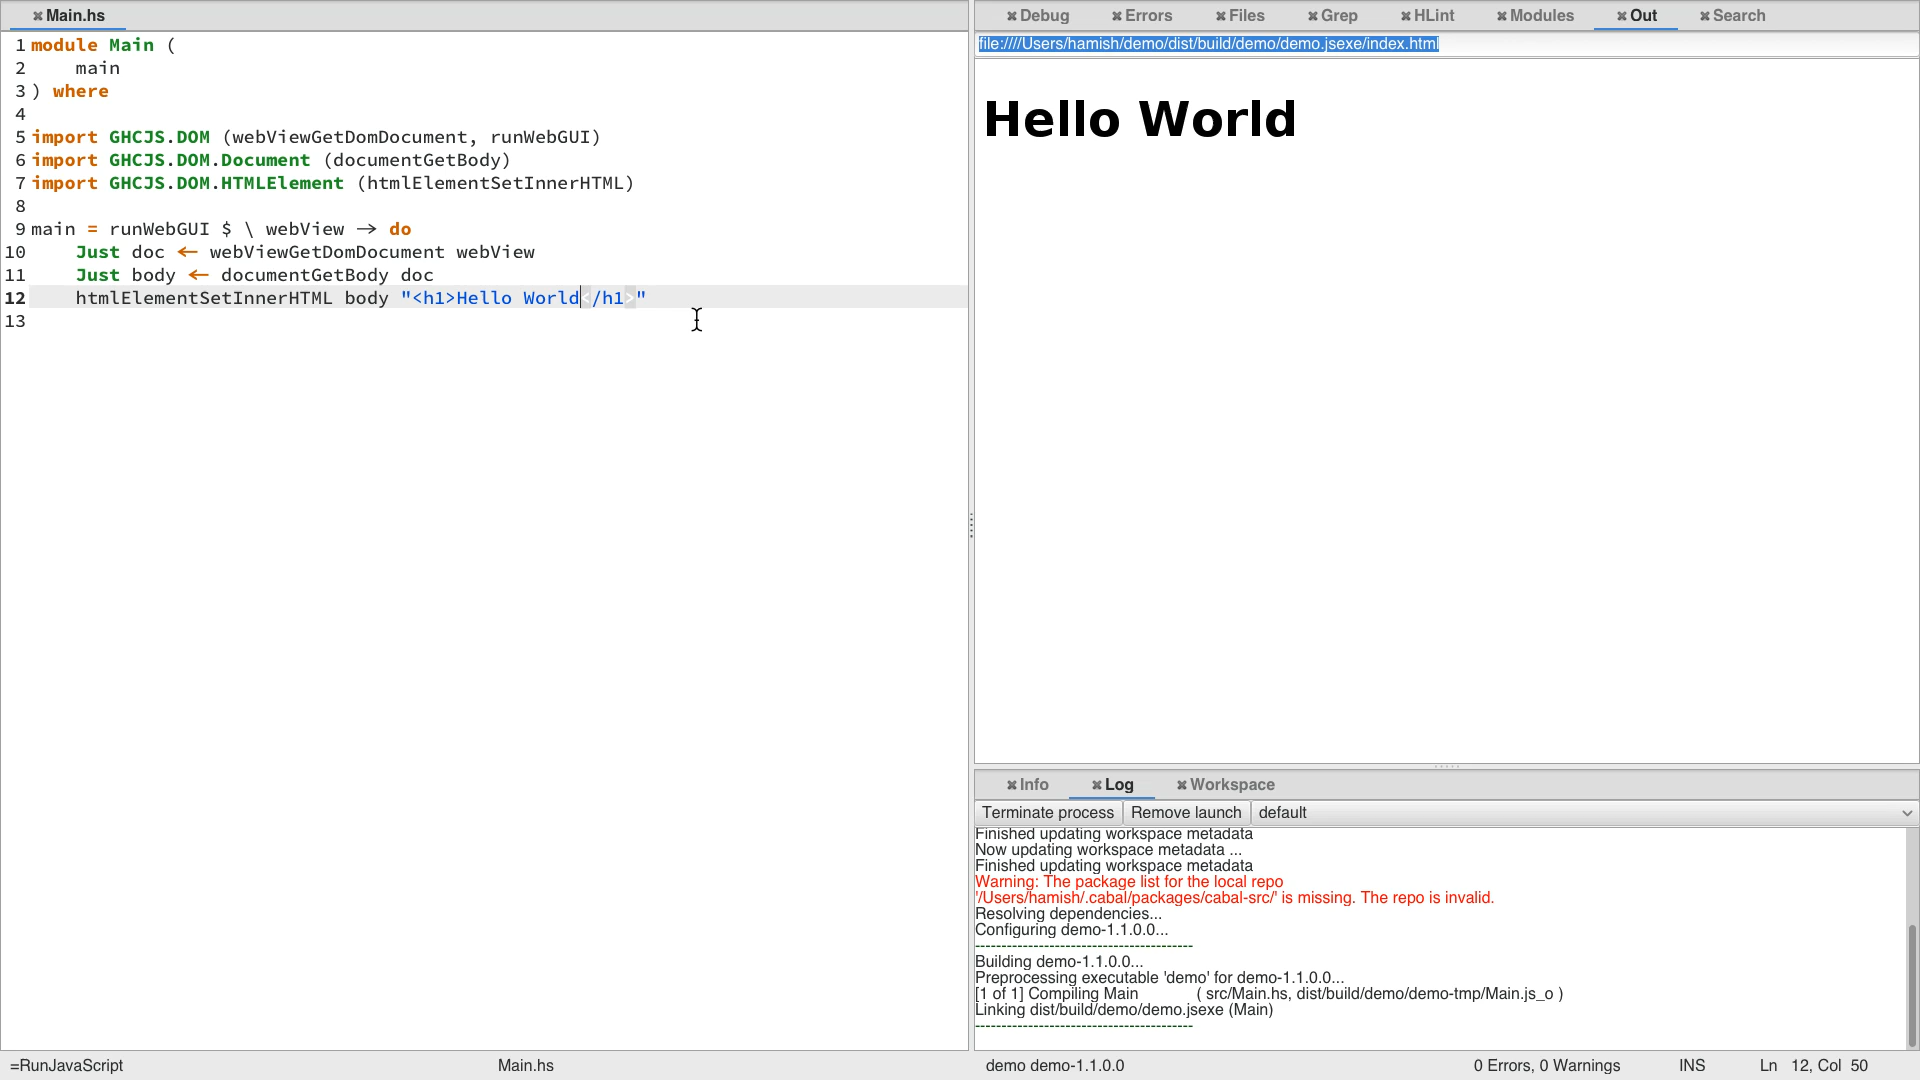 Main.hs
1 module Main (
2     main
3 ) where
4
5 import GHCJS.DOM (webViewGetDomDocument, runWebGUI)
6 import GHCJS.DOM.Document (documentGetBody)
7 import GHCJS.DOM.HTMLElement (htmlElementSetInnerHTML)
8
9 main = runWebGUI $ \ webView → do
10     Just doc ← webViewGetDomDocument webView
11     Just body ← documentGetBody doc
12     htmlElementSetInnerHTML body "<h1>Hello World</h1>"
13
Debug Errors Files Grep HLint Modules Out Search
file:////Users/hamish/demo/dist/build/demo/demo.jsexe/index.html
Hello World
Info Log Workspace
Terminate process Remove launch default
Finished updating workspace metadata
Now updating workspace metadata ...
Finished updating workspace metadata
Warning: The package list for the local repo
'/Users/hamish/.cabal/packages/cabal-src/' is missing. The repo is invalid.
Resolving dependencies...
Configuring demo-1.1.0.0...
-----------------------------------------
Building demo-1.1.0.0...
Preprocessing executable 'demo' for demo-1.1.0.0...
[1 of 1] Compiling Main             ( src/Main.hs, dist/build/demo/demo-tmp/Main.js_o )
Linking dist/build/demo/demo.jsexe (Main)
-----------------------------------------
=RunJavaScript Main.hs demo demo-1.1.0.0 0 Errors, 0 Warnings INS Ln 12, Col 50